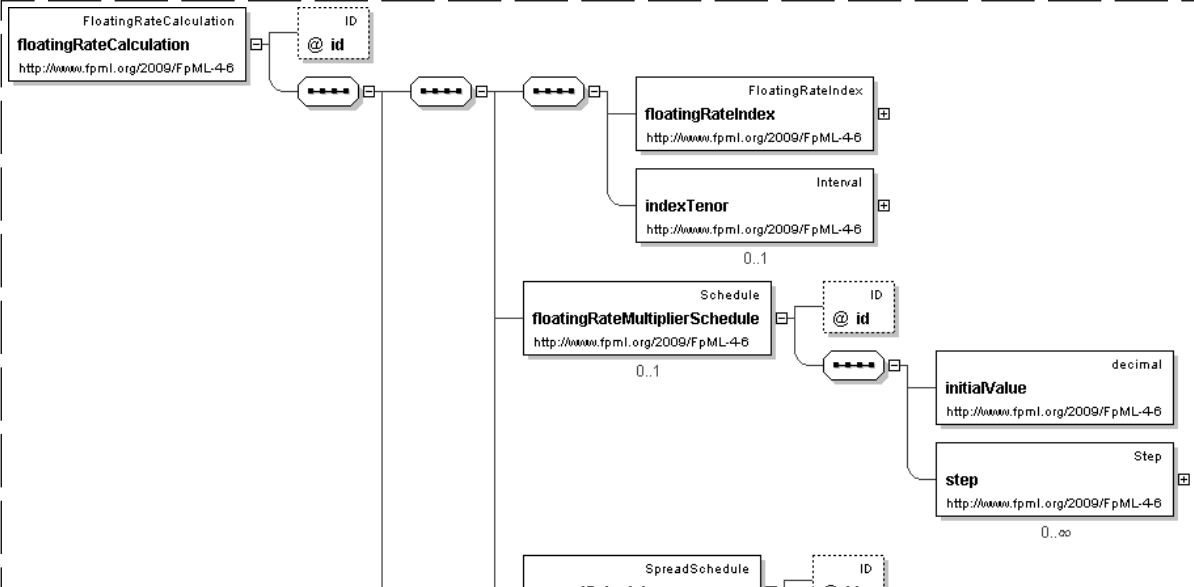 FloatingRateCalculation
floatingRateCalculation
http://www.fpml.org/2009/FpML-4-6
ID
@ id
FloatingRateIndex
floatingRateIndex
http://www.fpml.org/2009/FpML-4-6
Interval
indexTenor
http://www.fpml.org/2009/FpML-4-6
0..1
Schedule
floatingRateMultiplierSchedule
http://www.fpml.org/2009/FpML-4-6
0..1
ID
@ id
decimal
initialValue
http://www.fpml.org/2009/FpML-4-6
Step
step
http://www.fpml.org/2009/FpML-4-6
0..∞
SpreadSchedule
ID